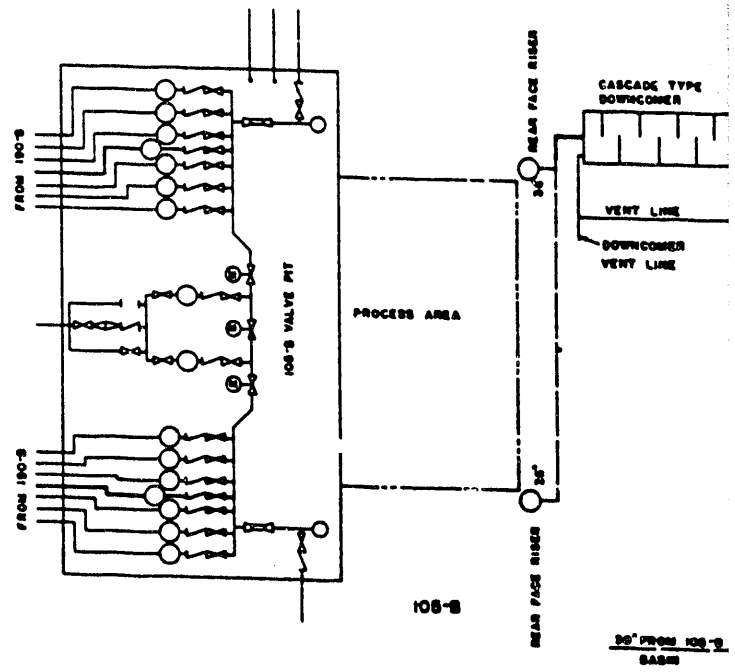 FROM 190-B
REAR FACE RISER
CASCADE TYPE
DOWNCOMER
36"
VENT LINE
DOWNCOMER
VENT LINE
M
M
M
105-B VALVE PIT
PROCESS AREA
FROM 190-B
36"
REAR FACE RISER
105-B
FROM 105-B
BASIN